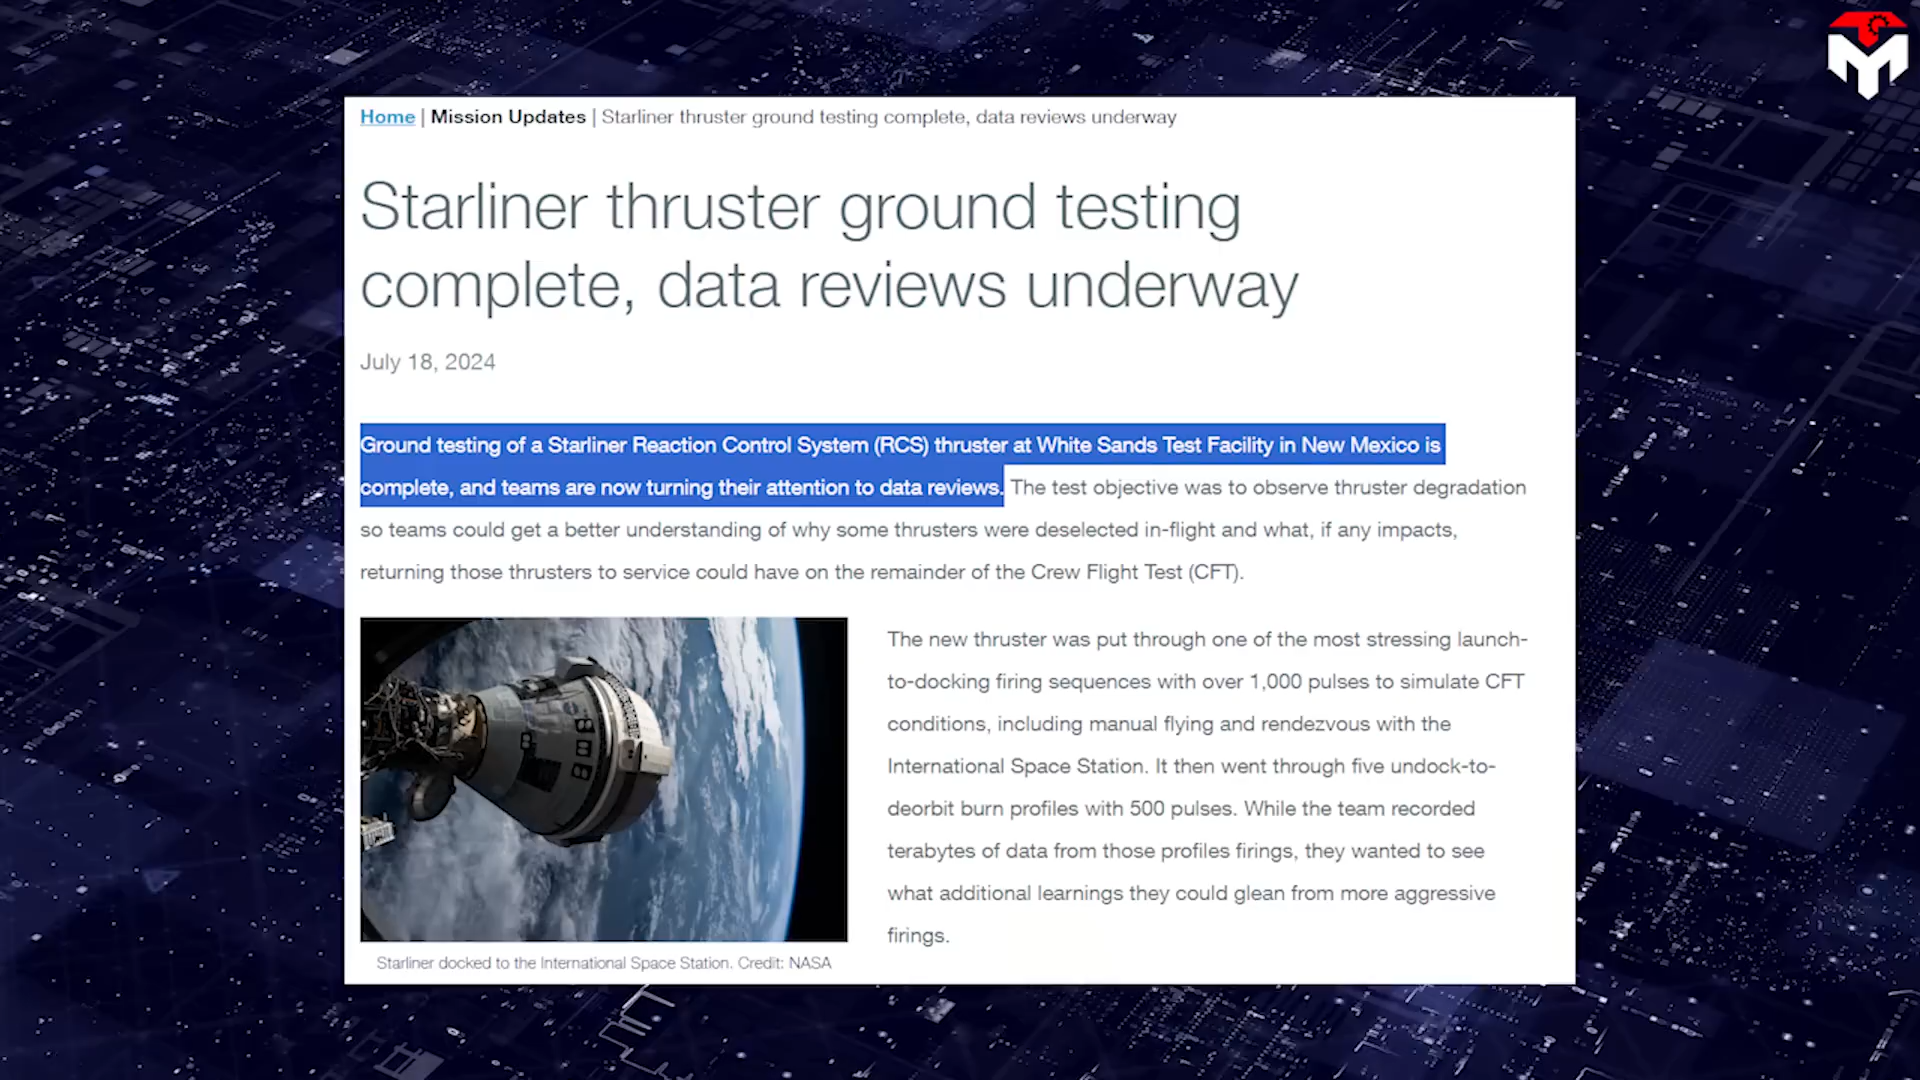 Home | Mission Updates | Starliner thruster ground testing complete, data reviews underway
Starliner thruster ground testing
complete, data reviews underway
July 18, 2024
Ground testing of a Starliner Reaction Control System (RCS) thruster at White Sands Test Facility in New Mexico is
complete, and teams are now turning their attention to data reviews. The test objective was to observe thruster degradation
so teams could get a better understanding of why some thrusters were deselected in-flight and what, if any impacts,
returning those thrusters to service could have on the remainder of the Crew Flight Test (CFT).
The new thruster was put through one of the most stressing launch-
to-docking firing sequences with over 1,000 pulses to simulate CFT
conditions, including manual flying and rendezvous with the
International Space Station. It then went through five undock-to-
deorbit burn profiles with 500 pulses. While the team recorded
terabytes of data from those profiles firings, they wanted to see
what additional learnings they could glean from more aggressive
firings.
Starliner docked to the International Space Station. Credit: NASA